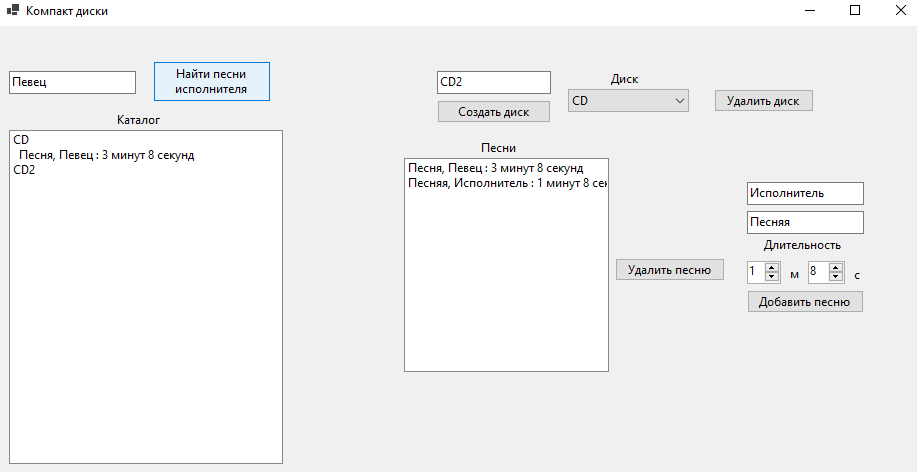 Компакт диски
Певец
Найти песни
исполнителя
Каталог
CD
Песня, Певец : 3 минут 8 секунд
CD2
CD2
Создать диск
Диск
CD
Удалить диск
Песни
Песня, Певец : 3 минут 8 секунд
Песняя, Исполнитель : 1 минут 8 сек
Удалить песню
Исполнитель
Песняя
Длительность
1 м 8 с
Добавить песню